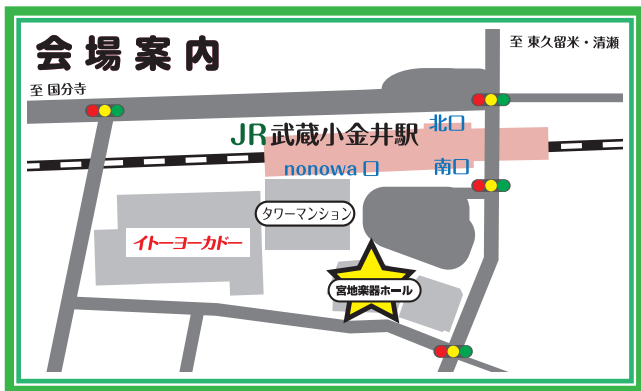 会場案内
至 東久留米・清瀬
至 国分寺
JR武蔵小金井駅
北口
nonowa 口
南口
タワーマンション
イトーヨーカドー
宮地楽器ホール